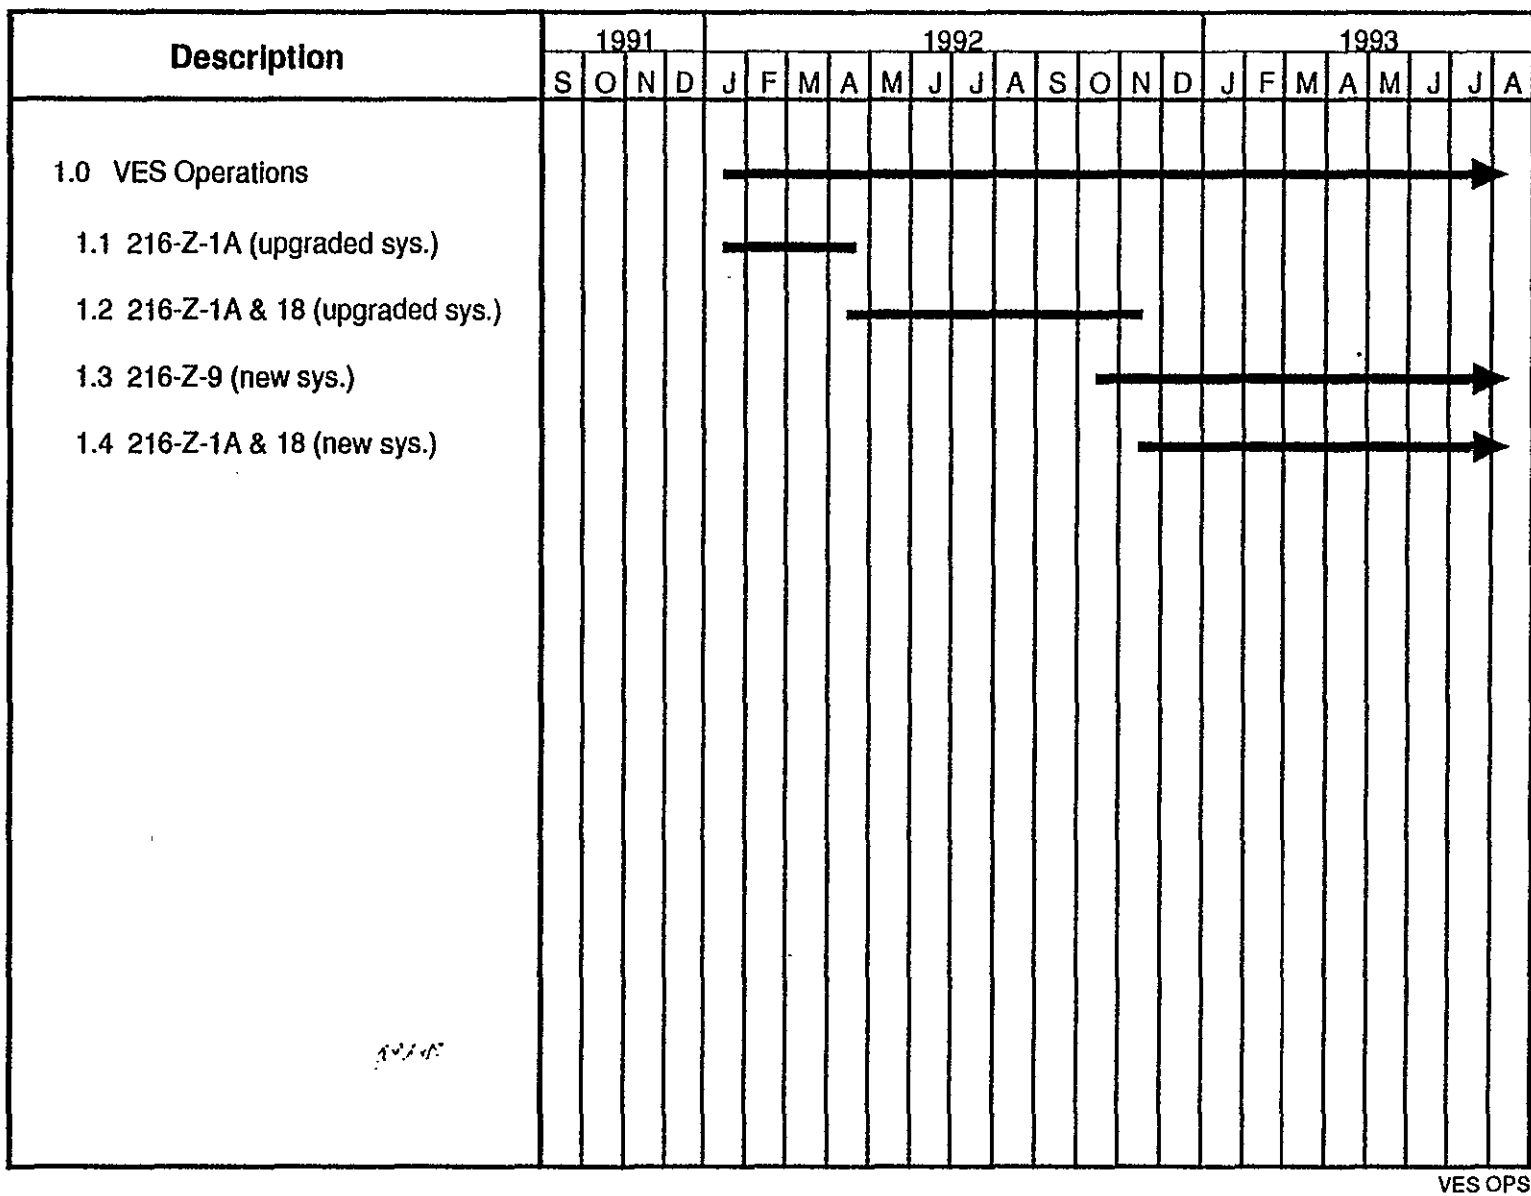 Description
1991 1992 1993
S O N D J F M A M J J A S O N D J F M A M J J A
1.0 VES Operations
1.1 216-Z-1A (upgraded sys.)
1.2 216-Z-1A & 18 (upgraded sys.)
1.3 216-Z-9 (new sys.)
1.4 216-Z-1A & 18 (new sys.)
VES OPS